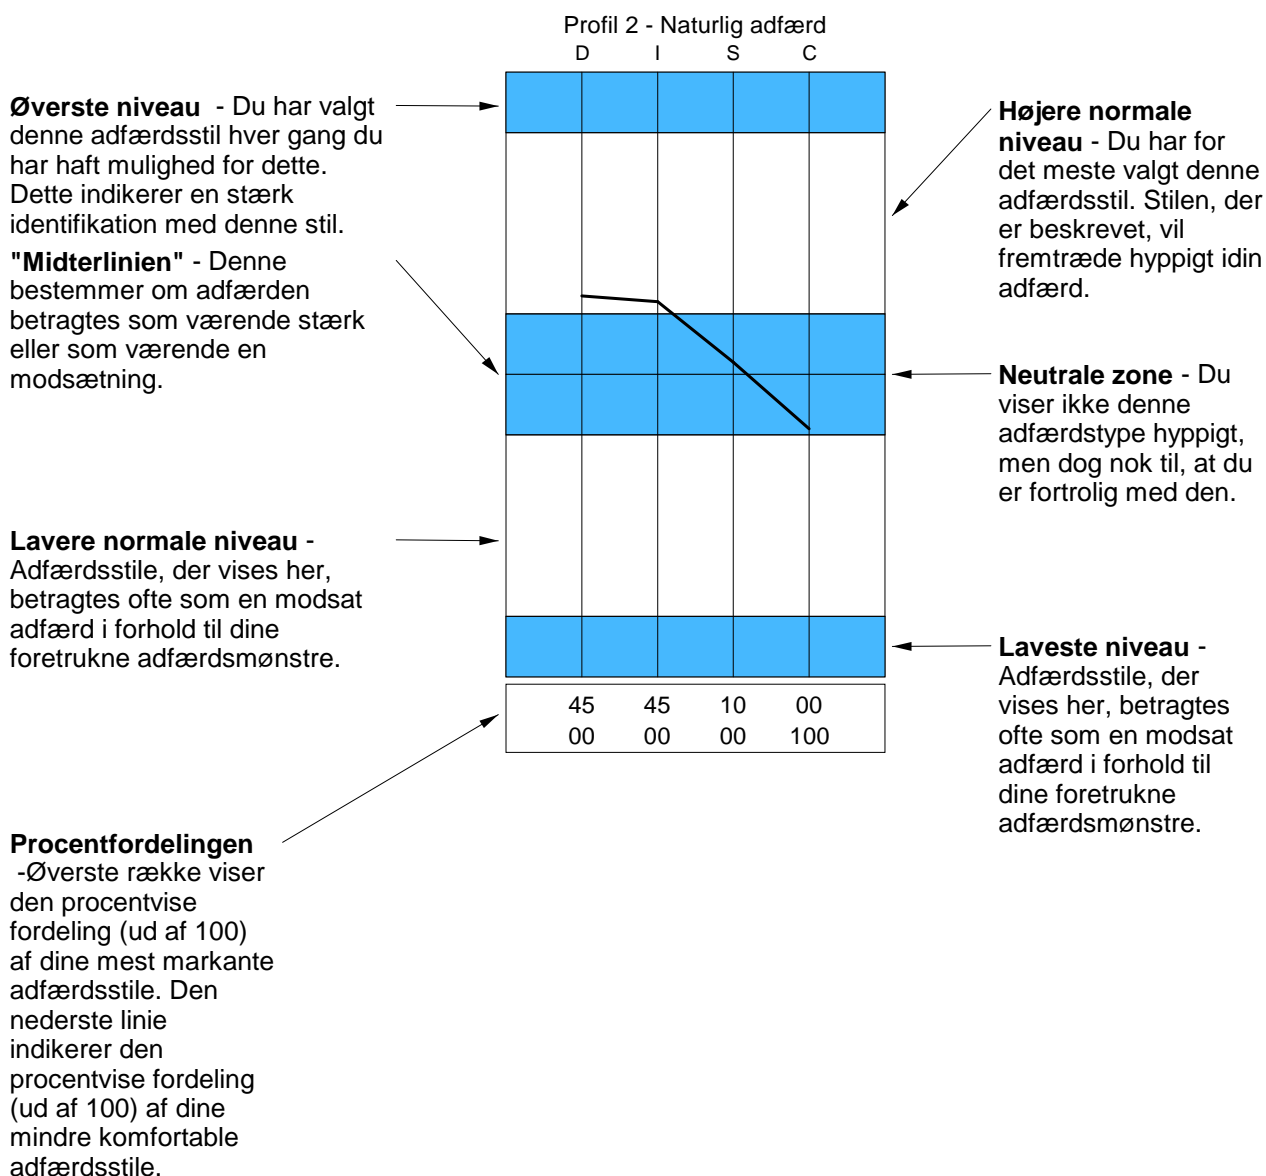 Profil 2 - Naturlig adfærd
D I S C
Øverste niveau - Du har valgt
denne adfærdsstil hver gang du
har haft mulighed for dette.
Dette indikerer en stærk
identifikation med denne stil.
"Midterlinien" - Denne
bestemmer om adfærden
betragtes som værende stærk
eller som værende en
modsætning.
Lavere normale niveau -
Adfærdsstile, der vises her,
betragtes ofte som en modsat
adfærd i forhold til dine
foretrukne adfærdsmønstre.
Procentfordelingen
-Øverste række viser
den procentvise
fordeling (ud af 100)
af dine mest markante
adfærdsstile. Den
nederste linie
indikerer den
procentvise fordeling
(ud af 100) af dine
mindre komfortable
adfærdsstile.
45 45 10 00
00 00 00 100
Højere normale
niveau - Du har for
det meste valgt denne
adfærdsstil. Stilen, der
er beskrevet, vil
fremtræde hyppigt idin
adfærd.
Neutrale zone - Du
viser ikke denne
adfærdstype hyppigt,
men dog nok til, at du
er fortrolig med den.
Laveste niveau -
Adfærdsstile, der
vises her, betragtes
ofte som en modsat
adfærd i forhold til
dine foretrukne
adfærdsmønstre.